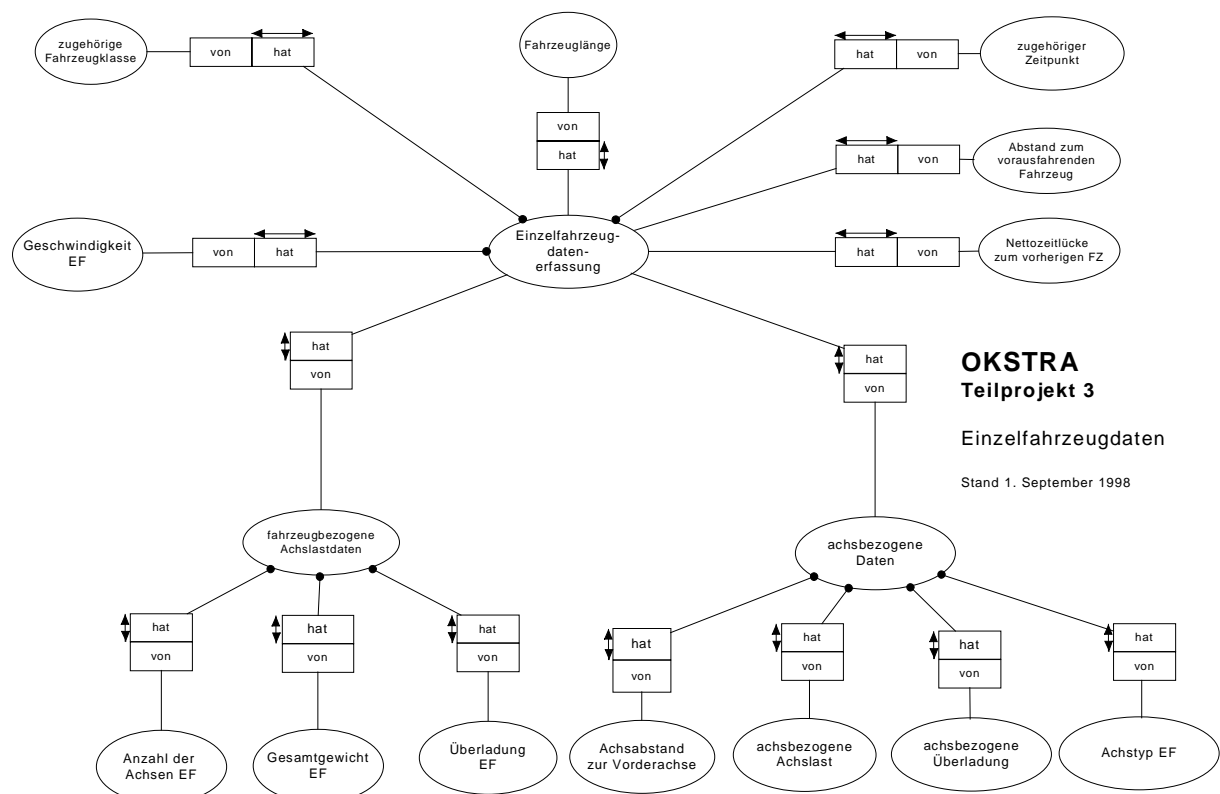 zugehörige
Fahrzeugklasse
von
hat
Fahrzeuglänge
von
hat
hat
von
zugehöriger
Zeitpunkt
hat
von
Abstand zum
vorausfahrenden
Fahrzeug
Geschwindigkeit
EF
von
hat
Einzelfahrzeug-
daten-
erfassung
hat
von
Nettozeitlücke
zum vorherigen FZ
hat
von
hat
von
OKSTRA
Teilprojekt 3
Einzelfahrzeugdaten
Stand 1. September 1998
fahrzeugbezogene
Achslastdaten
achsbezogene
Daten
hat
von
hat
von
hat
von
hat
von
hat
von
hat
von
hat
von
Anzahl der
Achsen EF
Gesamtgewicht
EF
Überladung
EF
Achsabstand
zur Vorderachse
achsbezogene
Achslast
achsbezogene
Überladung
Achstyp EF